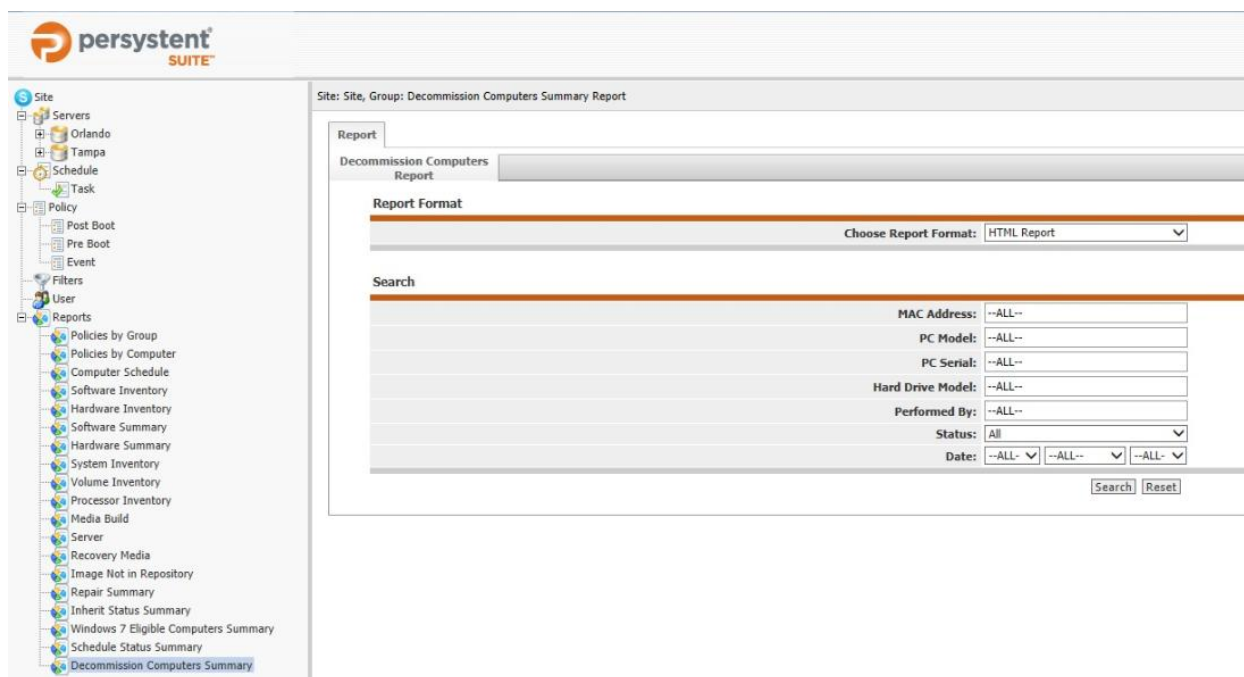 persystent
SUITE™
Site
Servers
Orlando
Tampa
Schedule
Task
Policy
Post Boot
Pre Boot
Event
Filters
User
Reports
Policies by Group
Policies by Computer
Computer Schedule
Software Inventory
Hardware Inventory
Software Summary
Hardware Summary
System Inventory
Volume Inventory
Processor Inventory
Media Build
Server
Recovery Media
Image Not in Repository
Repair Summary
Inherit Status Summary
Windows 7 Eligible Computers Summary
Schedule Status Summary
Decommission Computers Summary
Site: Site, Group: Decommission Computers Summary Report
Report
Decommission Computers
Report
Report Format
Choose Report Format: HTML Report
Search
MAC Address: --ALL--
PC Model: --ALL--
PC Serial: --ALL--
Hard Drive Model: --ALL--
Performed By: --ALL--
Status: All
Date: --ALL- --ALL-- --ALL-
Search Reset